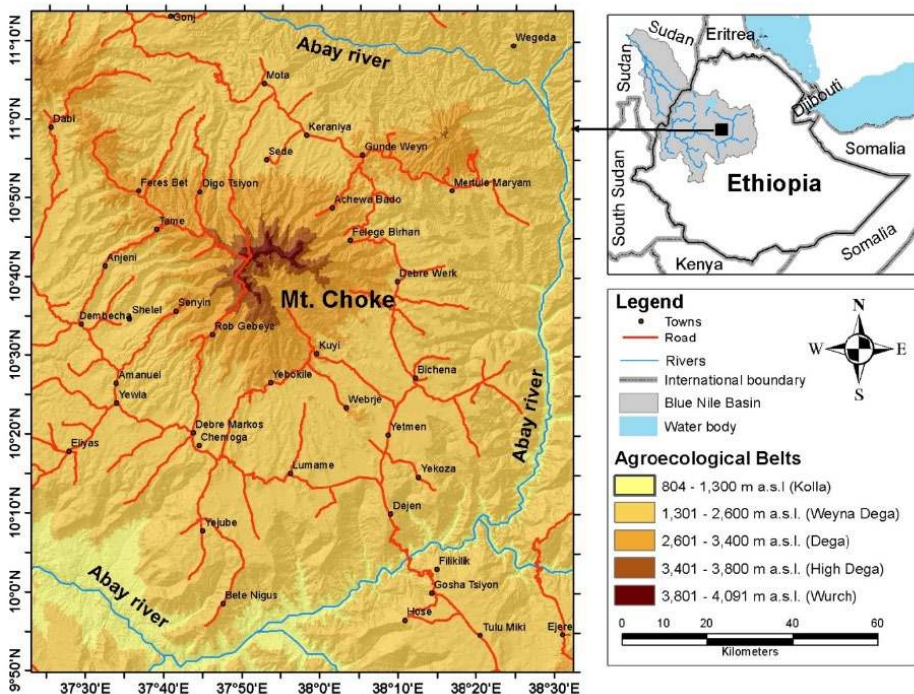 11°10'N
11°0'N
10°50'N
10°40'N
10°30'N
10°20'N
10°10'N
10°0'N
9°50'N
37°30'E
37°40'E
37°50'E
38°0'E
38°10'E
38°20'E
38°30'E
Gonj
Abay river
Wegeda
Mota
Dabi
Keraniya
Sede
Gunde Weyn
Feres Bet
Digo Tsiyon
Mertule Maryam
Achewa Bado
Tame
Felege Birhan
Anjeni
Debre Werk
Mt. Choke
Dembecha
Shelel
Senyin
Rob Gebeya
Kuyi
Amanuel
Yebokile
Bichena
Yewla
Webrje
Abay river
Debre Markos
Chemoga
Yetmen
Eliyas
Lumame
Yekoza
Dejen
Yejube
Filikilik
Abay river
Gosha Tsiyon
Bete Nigus
Hose
Tulu Miki
Ejere
Sudan
Sudan
Eritrea
Djibouti
Somalia
South Sudan
Ethiopia
Somalia
Kenya
Legend
Towns
Road
Rivers
International boundary
Blue Nile Basin
Water body
N
W
E
S
Agroecological Belts
804 - 1,300 m a.s.l (Kolla)
1,301 - 2,600 m a.s.l. (Weyna Dega)
2,601 - 3,400 m a.s.l. (Dega)
3,401 - 3,800 m a.s.l. (High Dega)
3,801 - 4,091 m a.s.l. (Wurch)
0 10 20 40 60
Kilometers